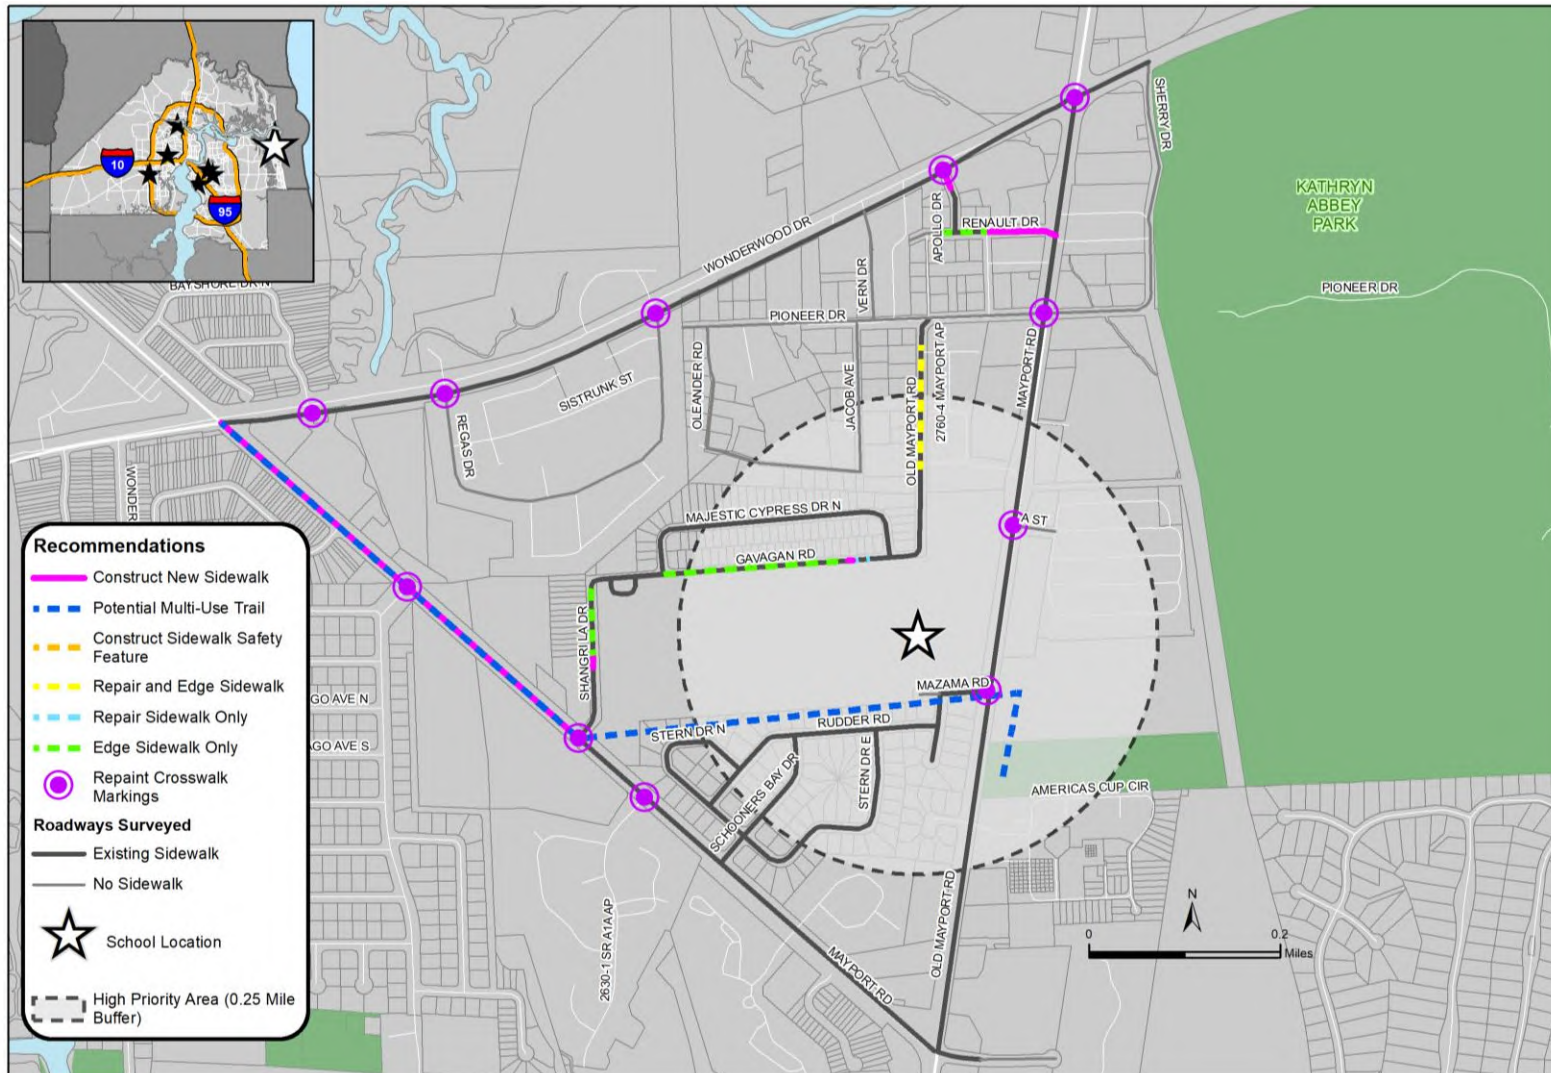 10
95
BAYSHORE DR N
WONDERWOOD DR
SHERRY DR
KATHRYN
ABBEY
PARK
APOLLO DR
RENAULT DR
VERN DR
PIONEER DR
PIONEER DR
OLEANDER RD
SISTRUNK ST
JACOB AVE
OLD MAYPORT RD
2760-4 MAYPORT AP
MAYPORT RD
REGAS DR
WONDER
MAJESTIC CYPRESS DR N
A ST
GAVAGAN RD
SHANGRI LA DR
MAZAMA RD
GO AVE N
AGO AVE S
STERN DR N
RUDDER RD
STERN DR E
SCHOONERS BAY DR
AMERICAS CUP CIR
2630-1 SR A1A AP
MAYPORT RD
OLD MAYPORT RD
N
0 0.2
Miles
Recommendations
Construct New Sidewalk
Potential Multi-Use Trail
Construct Sidewalk Safety
Feature
Repair and Edge Sidewalk
Repair Sidewalk Only
Edge Sidewalk Only
Repaint Crosswalk
Markings
Roadways Surveyed
Existing Sidewalk
No Sidewalk
School Location
High Priority Area (0.25 Mile
Buffer)